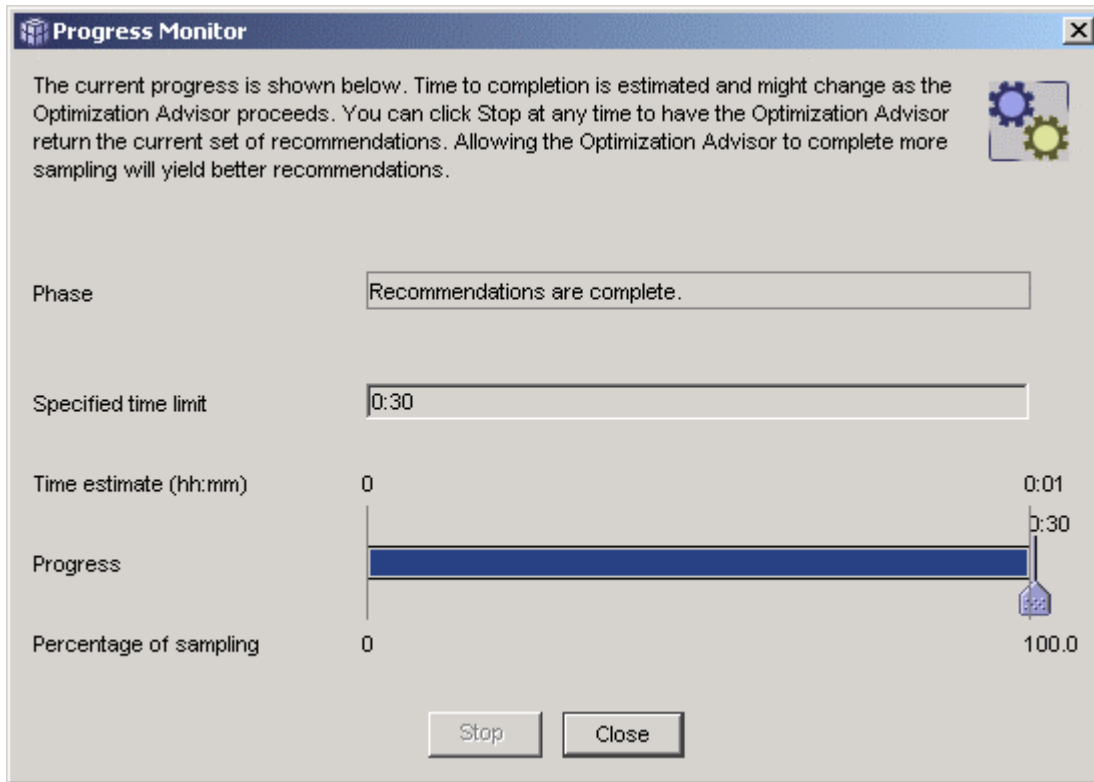 Progress Monitor
The current progress is shown below. Time to completion is estimated and might change as the
Optimization Advisor proceeds. You can click Stop at any time to have the Optimization Advisor
return the current set of recommendations. Allowing the Optimization Advisor to complete more
sampling will yield better recommendations.
Phase
Recommendations are complete.
Specified time limit
0:30
Time estimate (hh:mm)
0
0:01
0:30
Progress
Percentage of sampling
0
100.0
Stop
Close